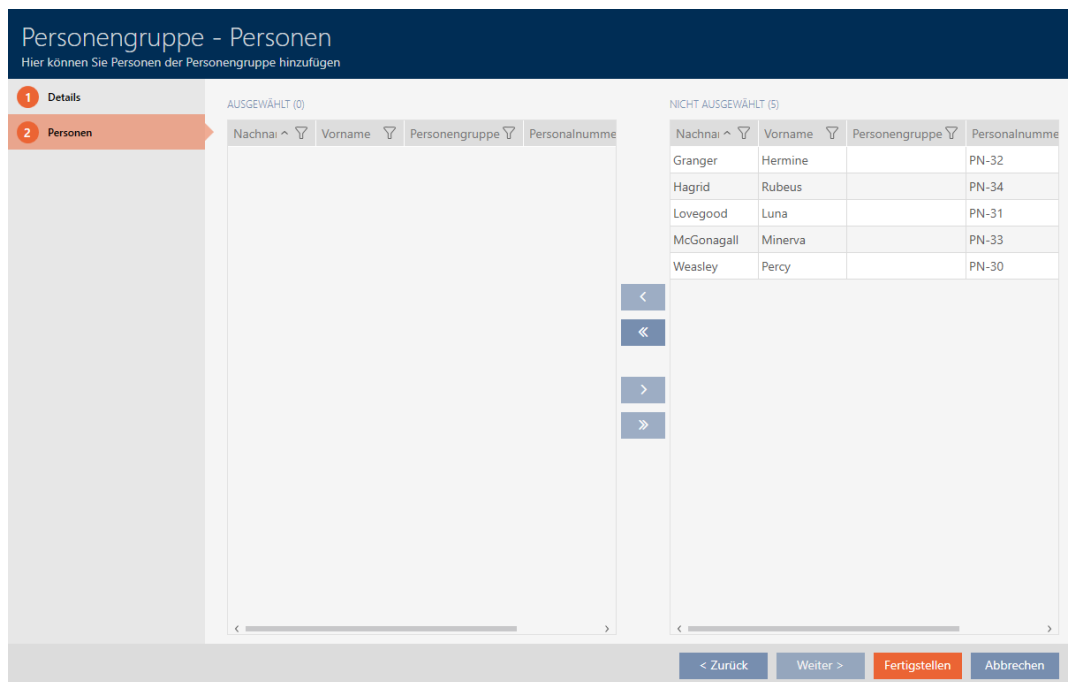 Personengruppe - Personen
Hier können Sie Personen der Personengruppe hinzufügen
1 Details
2 Personen
AUSGEWÄHLT (0)
Nachnaı Vorname Personengruppe Personalnumme
NICHT AUSGEWÄHLT (5)
Nachnaı Vorname Personengruppe Personalnumme
Granger Hermine PN-32
Hagrid Rubeus PN-34
Lovegood Luna PN-31
McGonagall Minerva PN-33
Weasley Percy PN-30
< Zurück Weiter > Fertigstellen Abbrechen